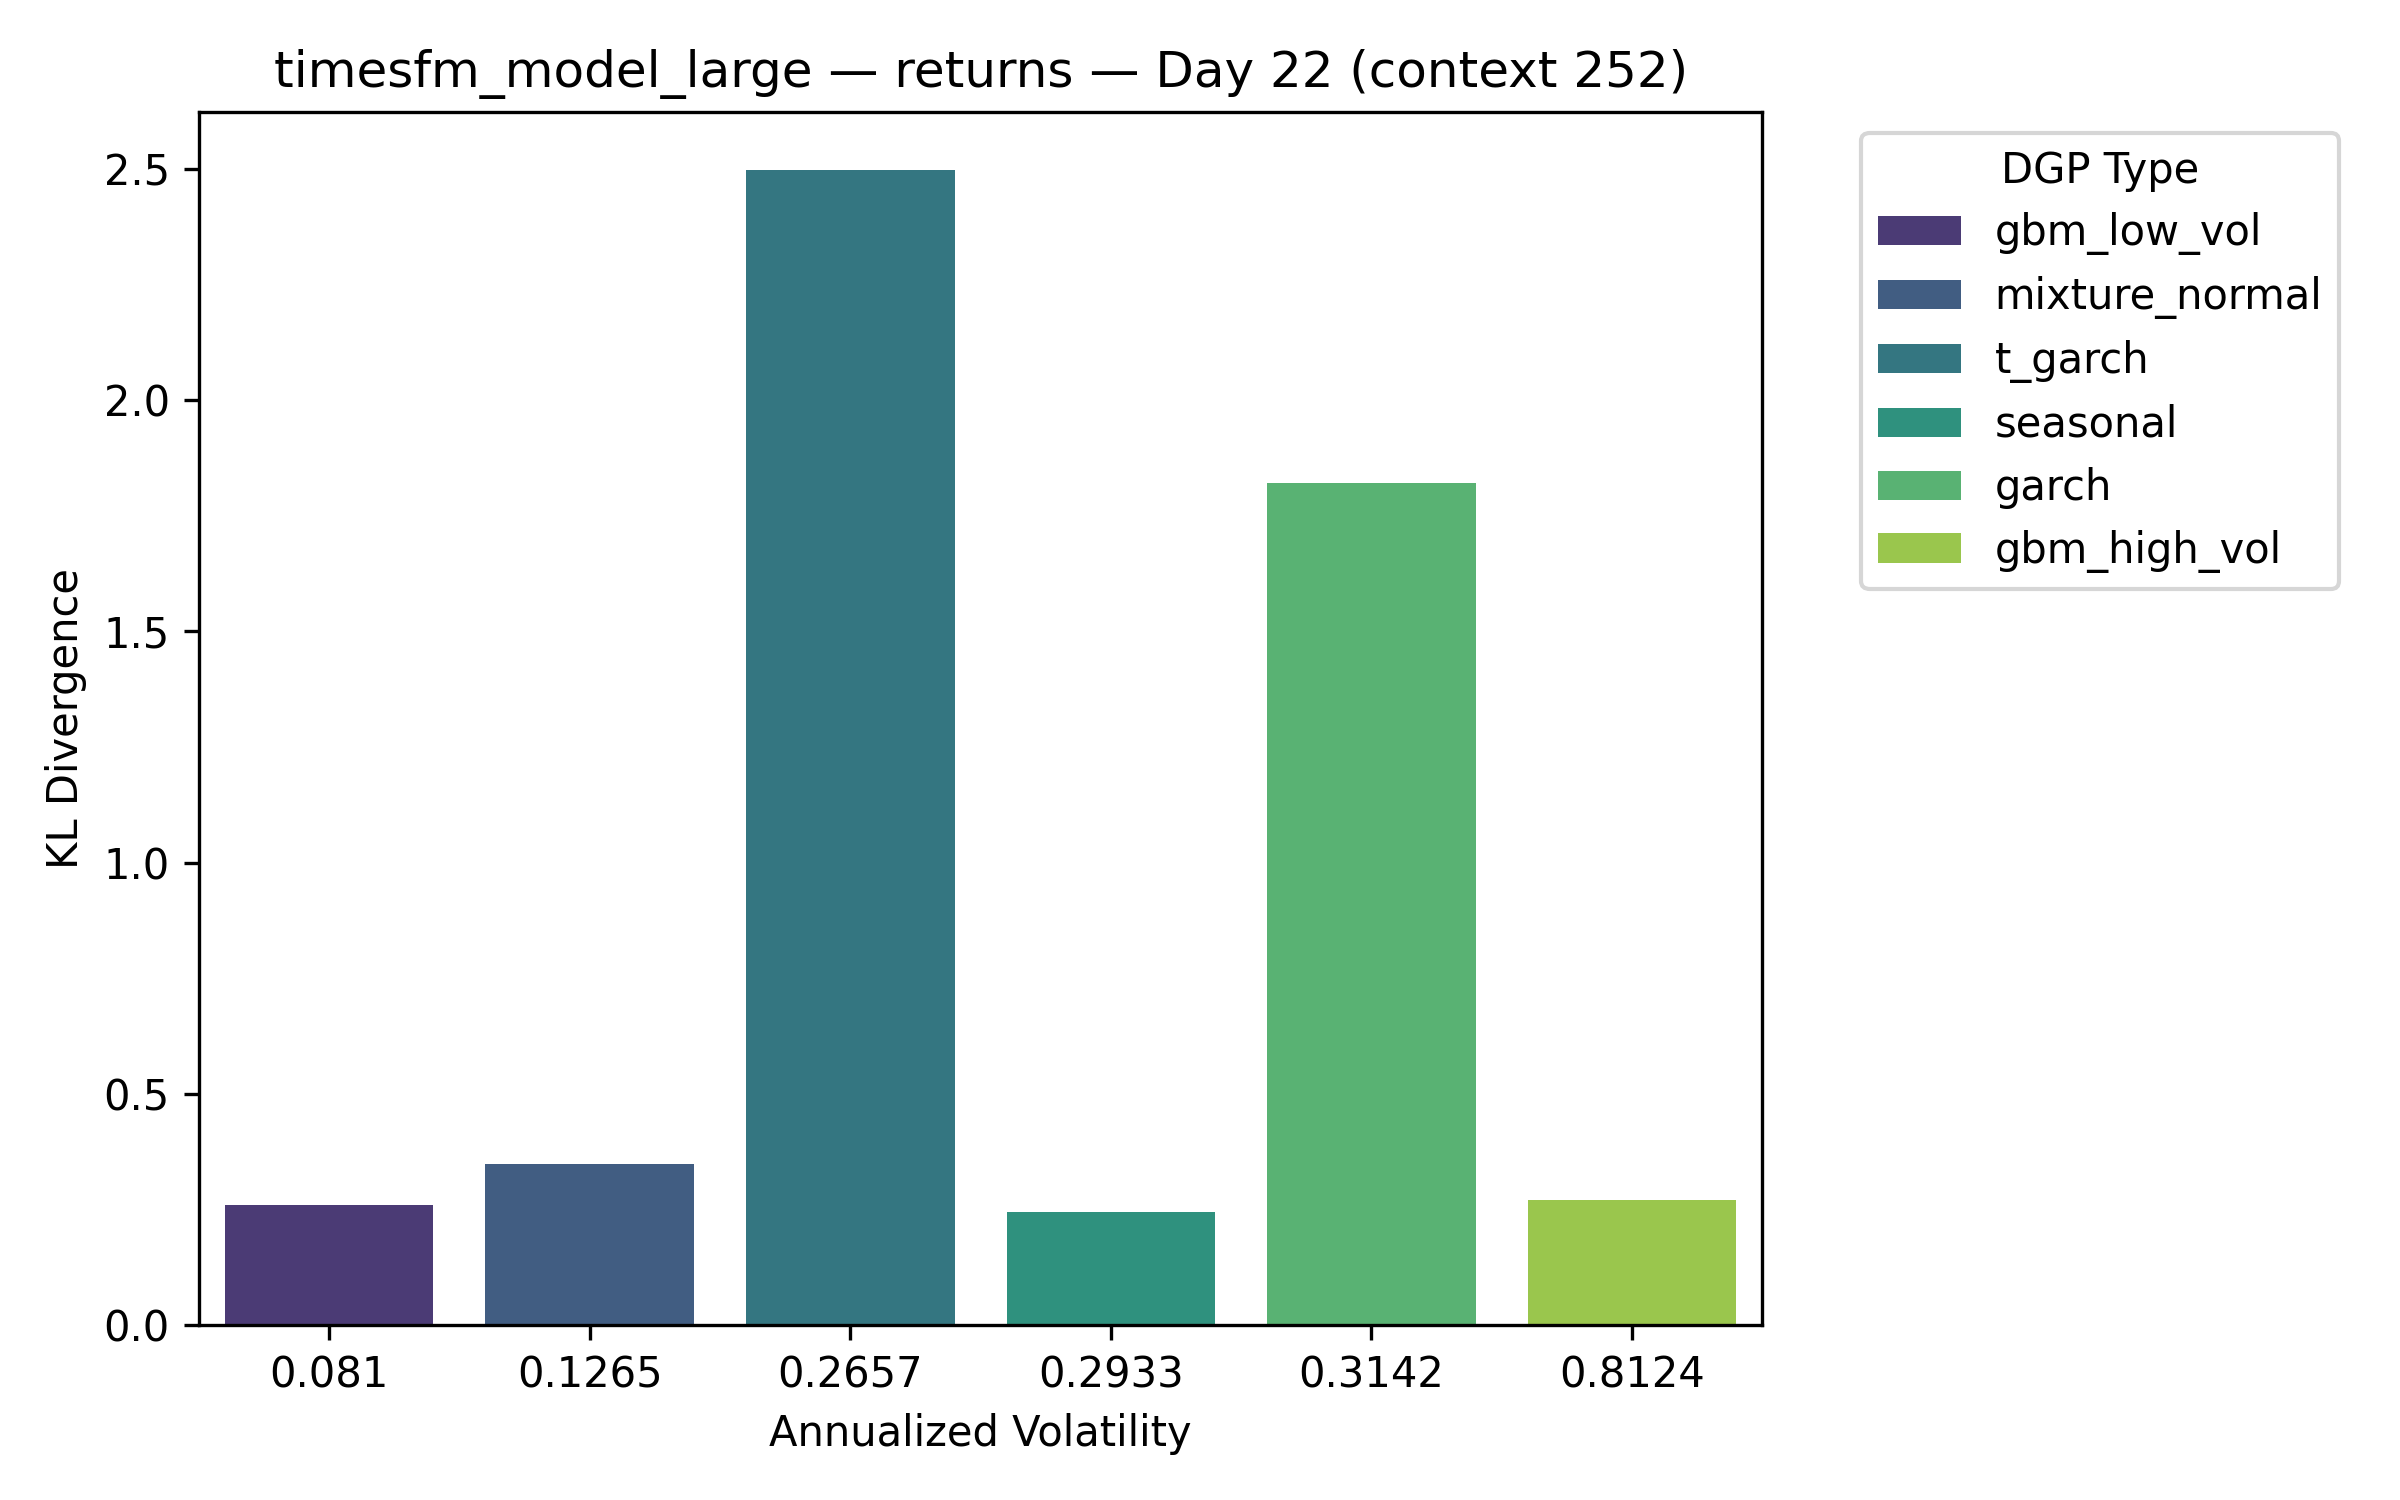 timesfm_model_large — returns — Day 22 (context 252)
KL Divergence
2.5
2.0
1.5
1.0
0.5
0.0
0.081 0.1265 0.2657 0.2933 0.3142 0.8124
Annualized Volatility
DGP Type
gbm_low_vol
mixture_normal
t_garch
seasonal
garch
gbm_high_vol